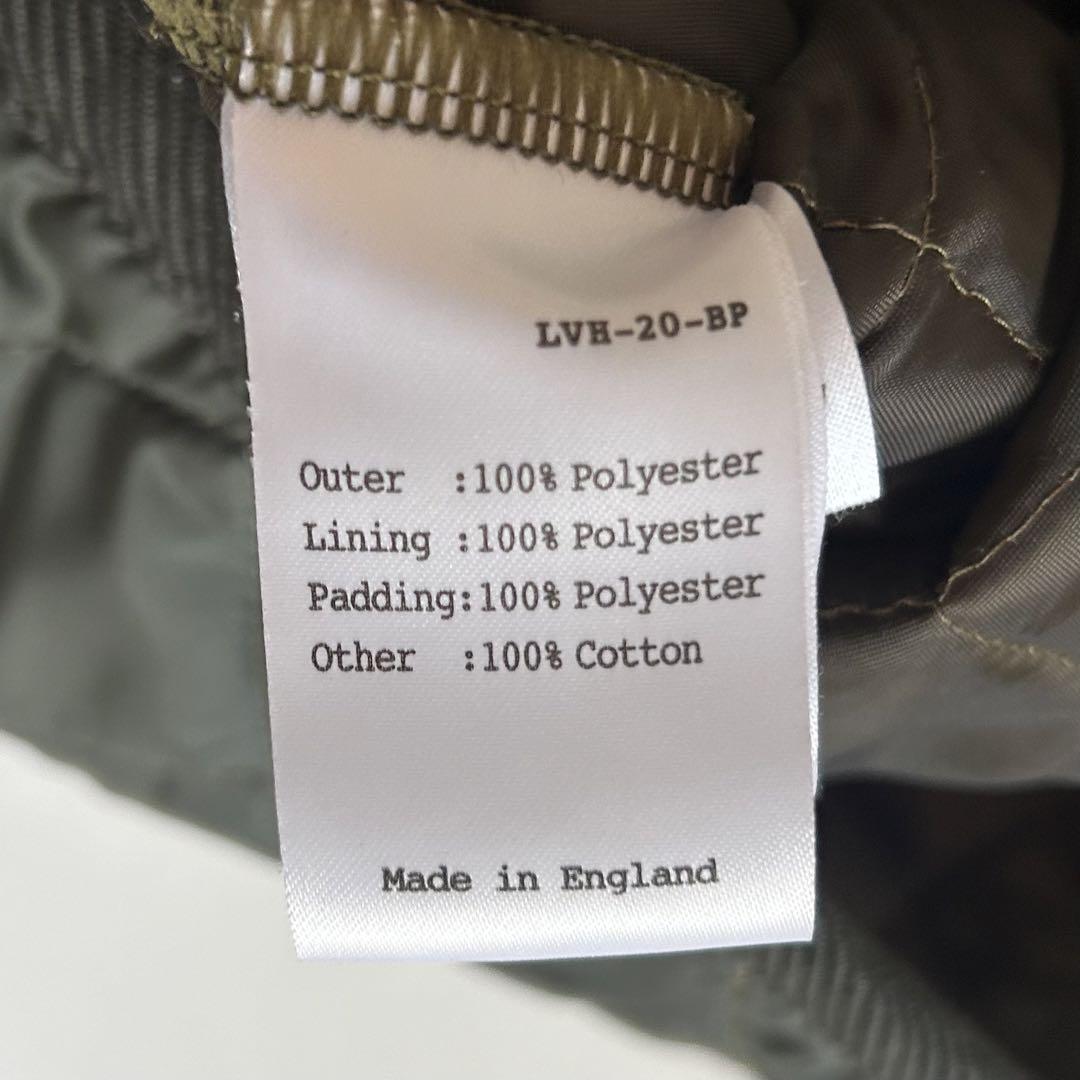 LVH-20-BP
Outer :100% Polyester
Lining :100% Polyester
Padding:100% Polyester
Other :100% Cotton
Made in England